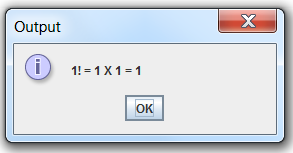 Output
1! = 1 X 1 = 1
OK